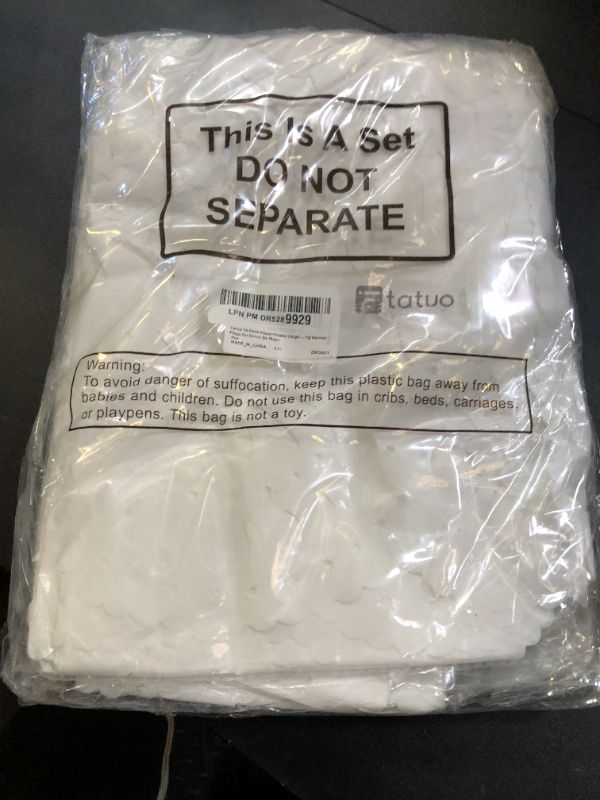 This Is A Set
DO NOT
SEPARATE
tatuo
LPN PM DR5289929
MADE_IN_CHINA
Warning:
To avoid danger of suffocation, keep this plastic bag away from
babies and children. Do not use this bag in cribs, beds, carriages,
or playpens. This bag is not a toy.